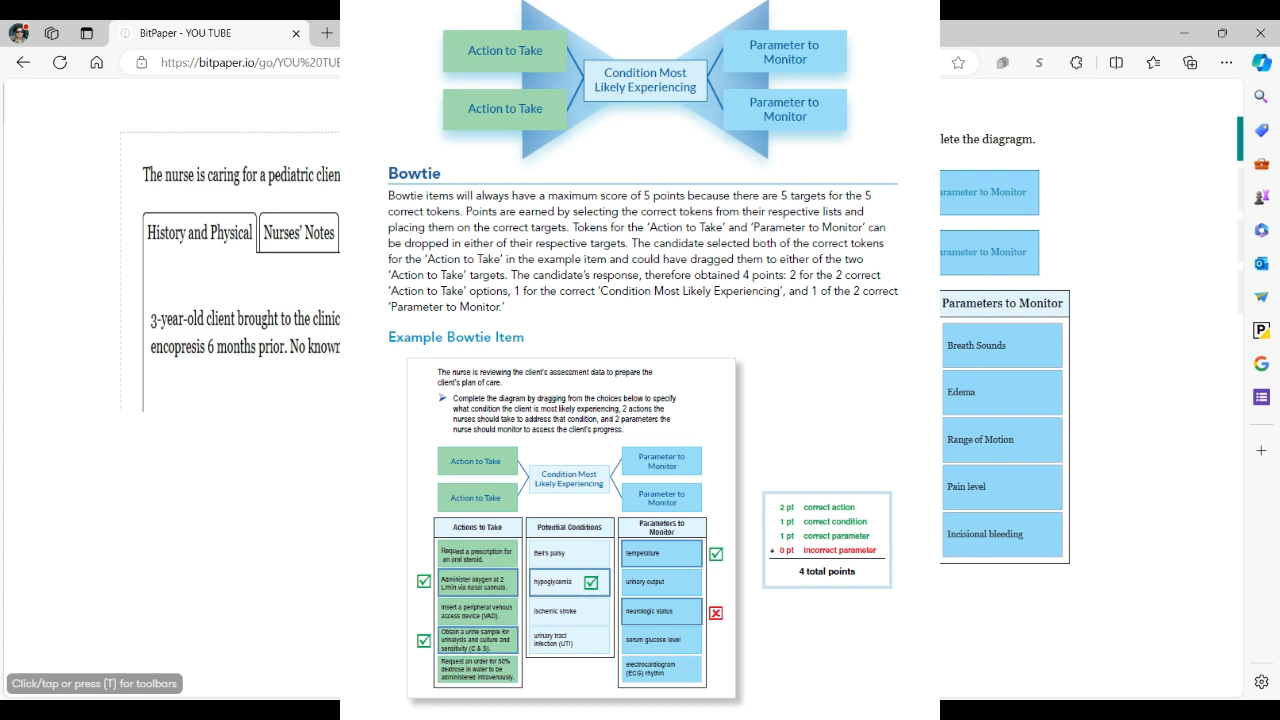 BitPaper - YOU TUBE
https://bitpaper.io/go/YOU%20TUB
The nurse is caring for a pediatric clien
History and Physical
Nurses' Notes
3-year-old client brought to the clinic
encopresis 6 months prior. No known
Click/tap or press [T] for toolbars
Action to Take
Action to Take
Condition Most
Likely Experiencing
Parameter to
Monitor
Parameter to
Monitor
Bowtie
Bowtie items will always have a maximum score of 5 points because there are 5 targets for the 5
correct tokens. Points are earned by selecting the correct tokens from their respective lists and
placing them on the correct targets. Tokens for the 'Action to Take' and 'Parameter to Monitor' can
be dropped in either of their respective targets. The candidate selected both of the correct tokens
for the 'Action to Take' in the example item and could have dragged them to either of the two
'Action to Take' targets. The candidate's response, therefore obtained 4 points: 2 for the 2 correct
'Action to Take' options, 1 for the correct 'Condition Most Likely Experiencing', and 1 of the 2 correct
'Parameter to Monitor.'
Example Bowtie Item
The nurse is reviewing the client's assessment data to prepare the
client's plan of care.
Complete the diagram by dragging from the choices below to specify
what condition the client is most likely experiencing, 2 actions the
nurses should take to address that condition, and 2 parameters the
nurse should monitor to assess the client's progress.
Action to Take
Action to Take
Condition Most
Likely Experiencing
Parameter to
Monitor
Parameter to
Monitor
Actions to Take
Request a prescription for
an oral steroid.
Administer oxygen at 2
L/min via nasal cannula.
Insert a peripheral venous
access device (VAD).
Obtain a urine sample for
urinalysis and culture and
sensitivity (C & S).
Request an order for 50%
dextrose in water to be
administered intravenously.
Potential Conditions
Bell's palsy
hypoglycemia
ischemic stroke
urinary tract
infection (UTI)
Parameters to
Monitor
temperature
urinary output
neurologic status
serum glucose level
electrocardiogram
(ECG) rhythm
2 pt correct action
1 pt correct condition
1 pt correct parameter
+ 0 pt incorrect parameter
4 total points
lete the diagragm.
arameter to Monitor
arameter to Monitor
Parameters to Monitor
Breath Sounds
Edema
Range of Motion
Pain level
Incisional bleeding